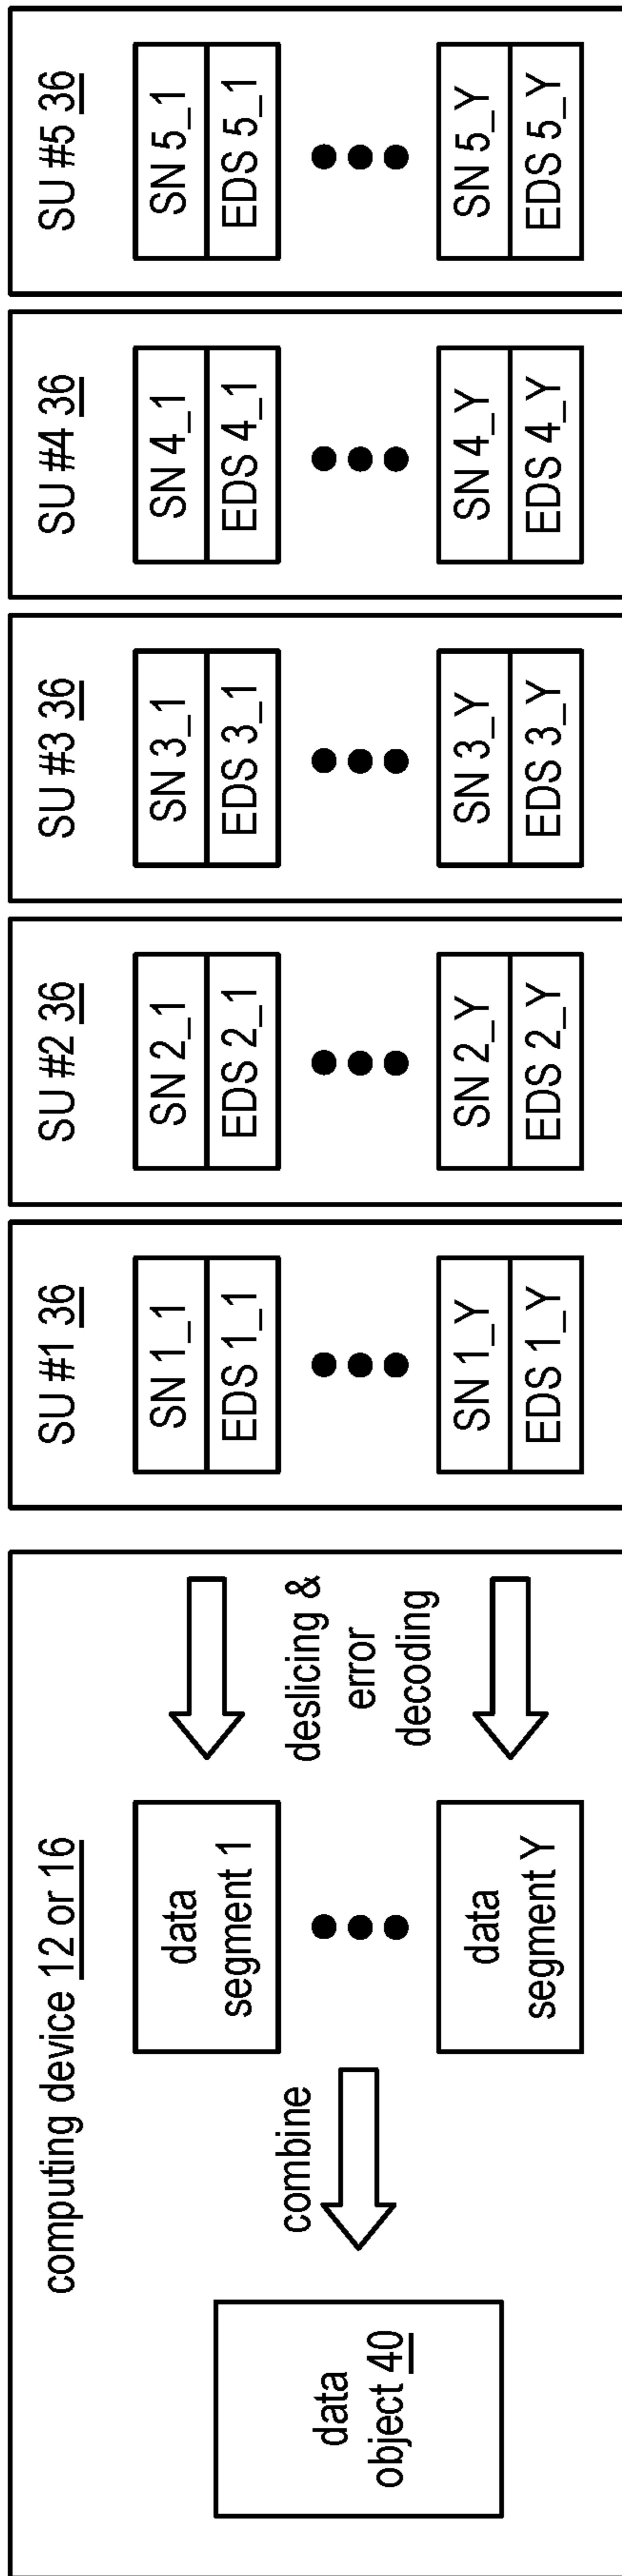 computing device 12 or 16
data
object 40
combine
data
segment 1
data
segment Y
deslicing &
error
decoding
SU #1 36
SN 1_1
EDS 1_1
SN 1_Y
EDS 1_Y
SU #2 36
SN 2_1
EDS 2_1
SN 2_Y
EDS 2_Y
SU #3 36
SN 3_1
EDS 3_1
SN 3_Y
EDS 3_Y
SU #4 36
SN 4_1
EDS 4_1
SN 4_Y
EDS 4_Y
SU #5 36
SN 5_1
EDS 5_1
SN 5_Y
EDS 5_Y